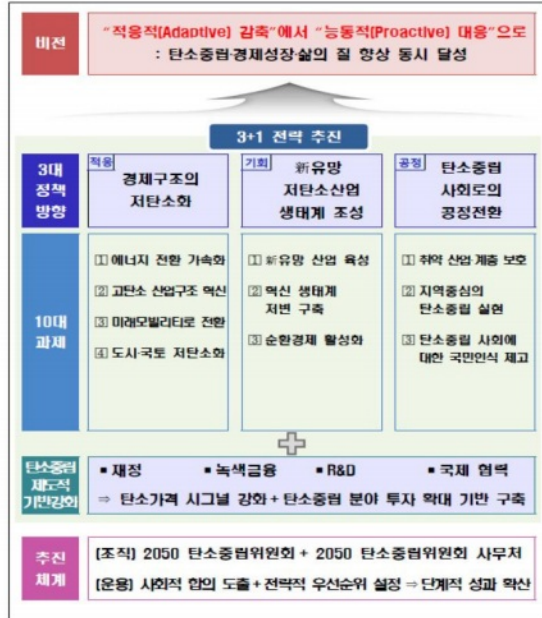 비전
“적응적(Adaptive) 감축”에서 “능동적(Proactive) 대응”으로
: 탄소중립·경제성장·삶의 질 향상 동시 달성
3+1 전략 추진
3대
정책
방향
적응
경제구조의
저탄소화
기회
新유망
저탄소산업
생태계 조성
공정
탄소중립
사회로의
공정전환
10대
과제
① 에너지 전환 가속화
② 고탄소 산업구조 혁신
③ 미래모빌리티로 전환
④ 도시·국토 저탄소화
① 新유망 산업 육성
② 혁신 생태계
저변 구축
③ 순환경제 활성화
① 취약 산업·계층 보호
② 지역중심의
탄소중립 실현
③ 탄소중립 사회에
대한 국민인식 제고
탄소중립
제도적
기반강화
▪ 재정 ▪ 녹색금융 ▪ R&D ▪ 국제 협력
⇒ 탄소가격 시그널 강화 + 탄소중립 분야 투자 확대 기반 구축
추진
체계
(조직) 2050 탄소중립위원회 + 2050 탄소중립위원회 사무처
(운용) 사회적 합의 도출 + 전략적 우선순위 설정 ⇒ 단계적 성과 확산